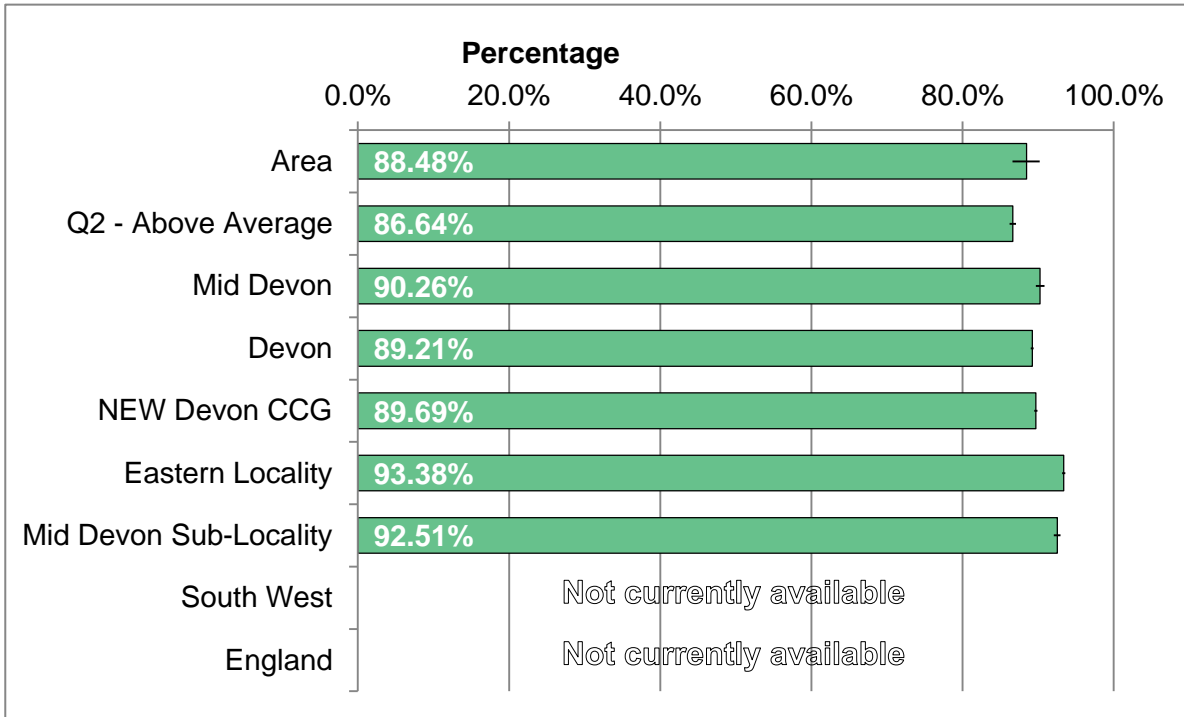 Percentage
0.0% 20.0% 40.0% 60.0% 80.0% 100.0%
Area 88.48%
Q2 - Above Average 86.64%
Mid Devon 90.26%
Devon 89.21%
NEW Devon CCG 89.69%
Eastern Locality 93.38%
Mid Devon Sub-Locality 92.51%
South West Not currently available
England Not currently available